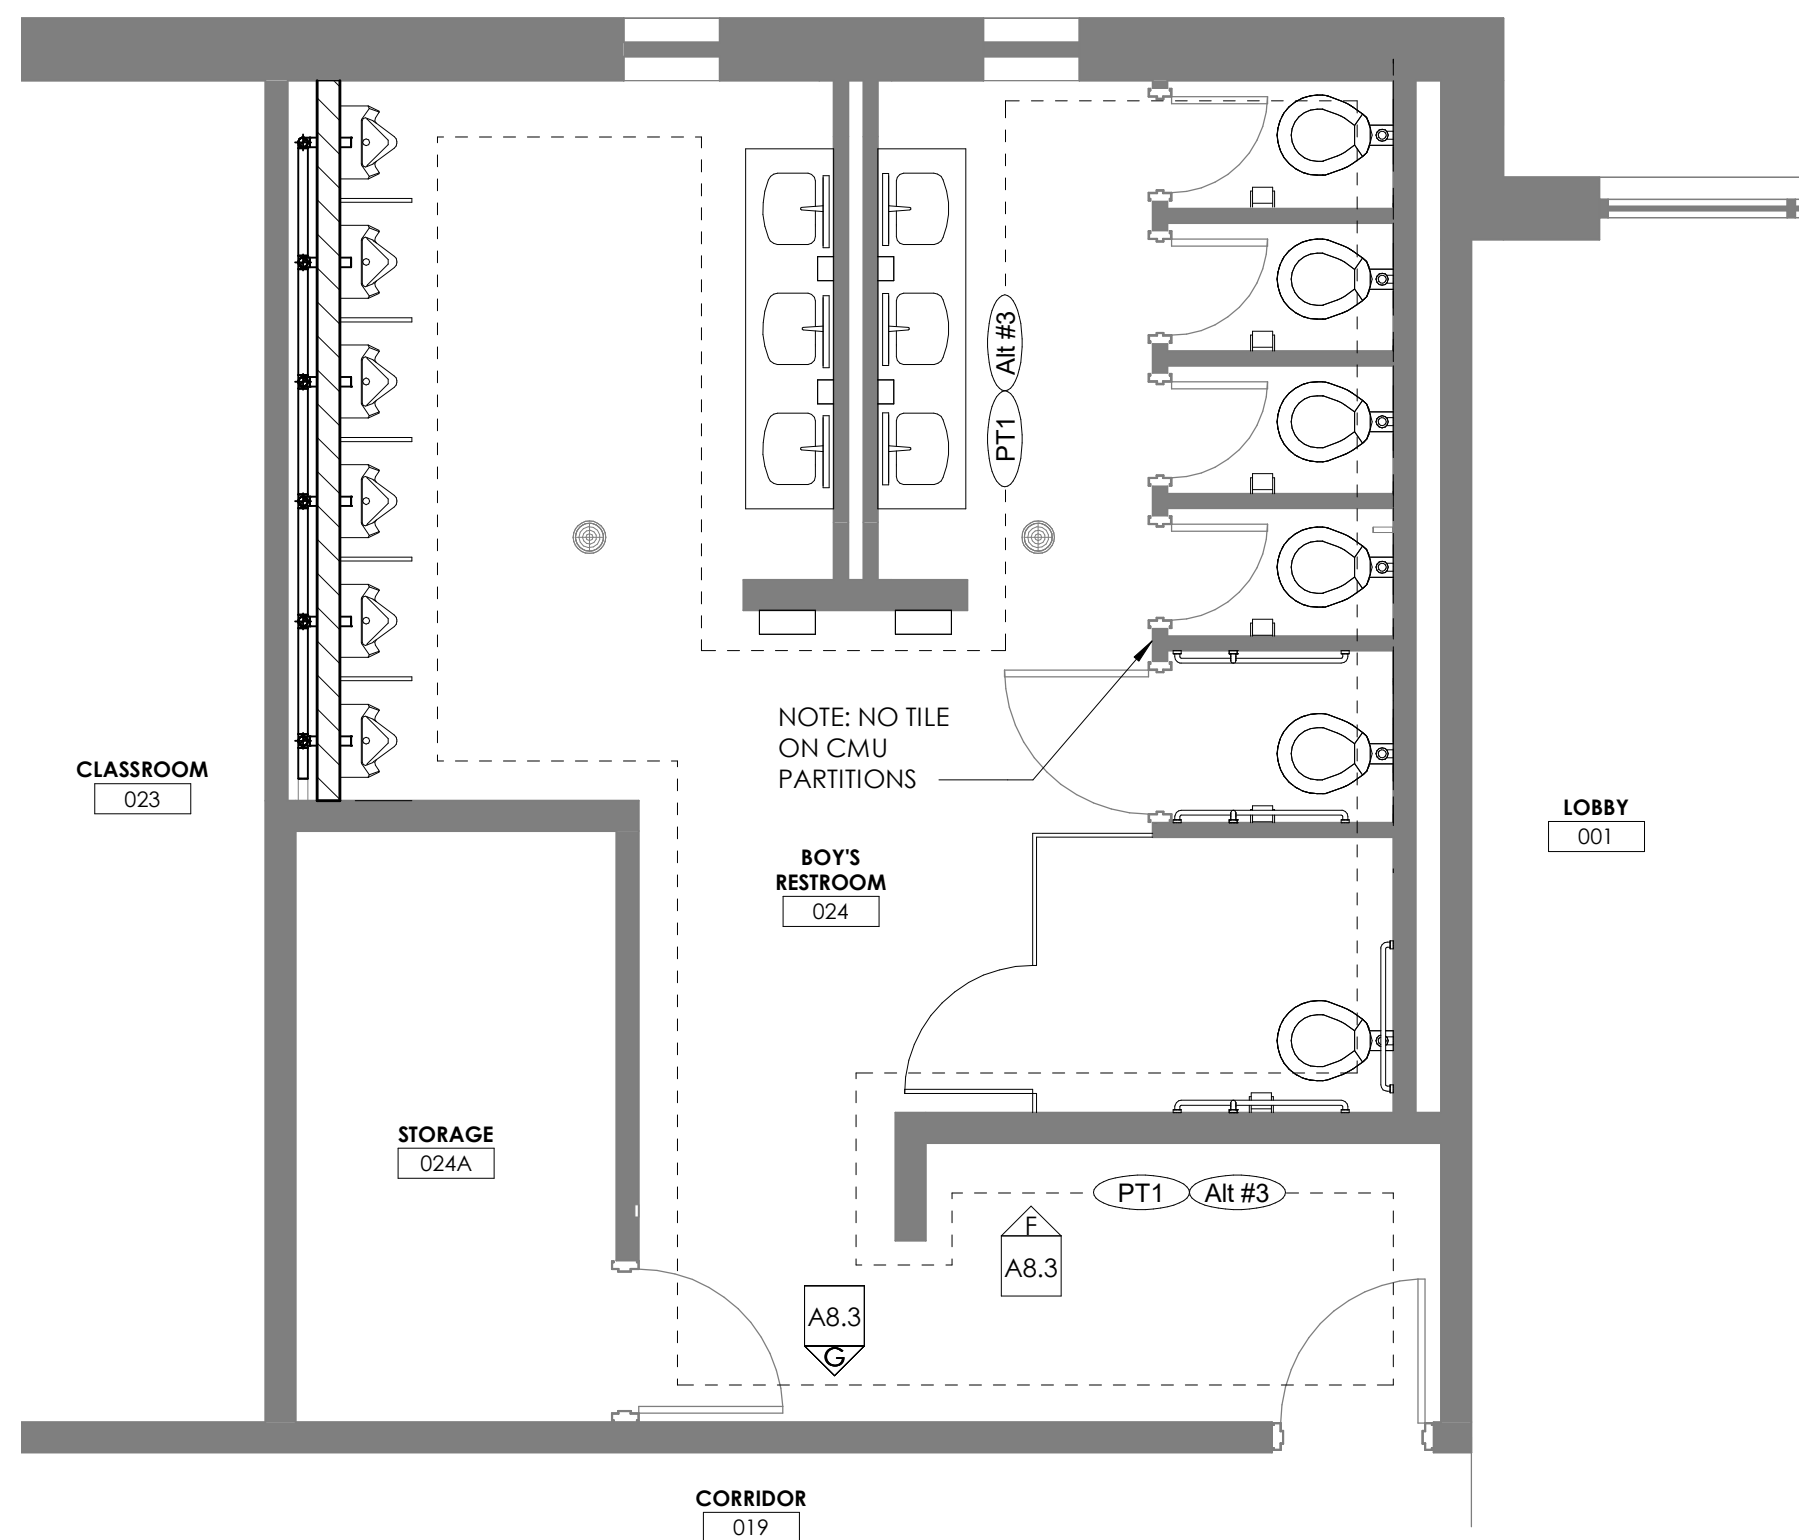 Alt #3
PT1
NOTE: NO TILE
ON CMU
PARTITIONS
CLASSROOM
023
LOBBY
001
BOY'S
RESTROOM
024
STORAGE
024A
PT1 Alt #3
F
A8.3
A8.3
G
CORRIDOR
019